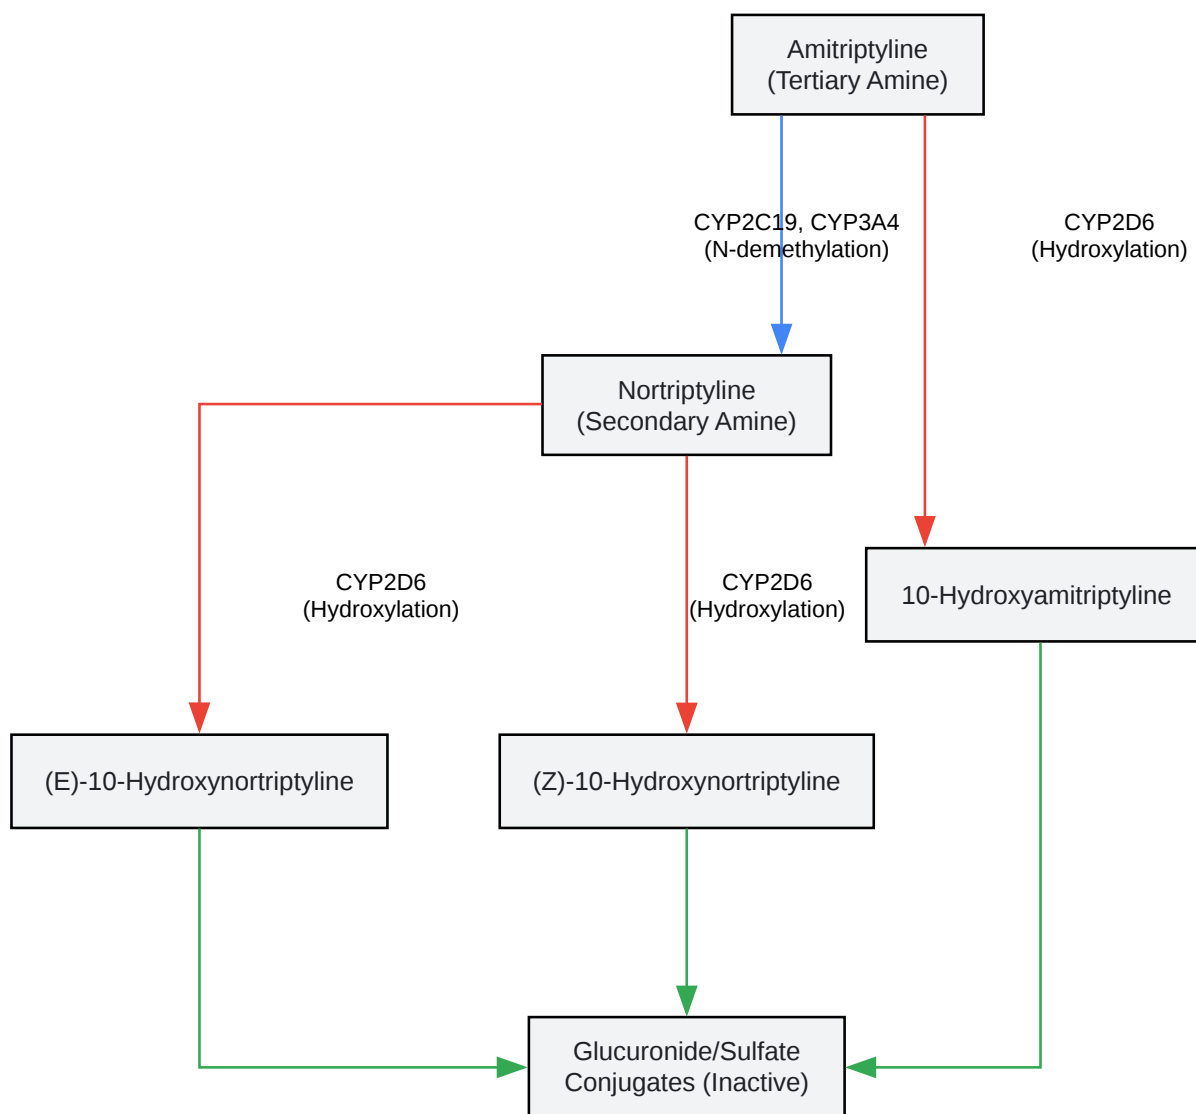 Amitriptyline
(Tertiary Amine)
CYP2C19, CYP3A4
(N-demethylation)
CYP2D6
(Hydroxylation)
Nortriptyline
(Secondary Amine)
CYP2D6
(Hydroxylation)
CYP2D6
(Hydroxylation)
10-Hydroxyamitriptyline
(E)-10-Hydroxynortriptyline
(Z)-10-Hydroxynortriptyline
Glucuronide/Sulfate
Conjugates (Inactive)